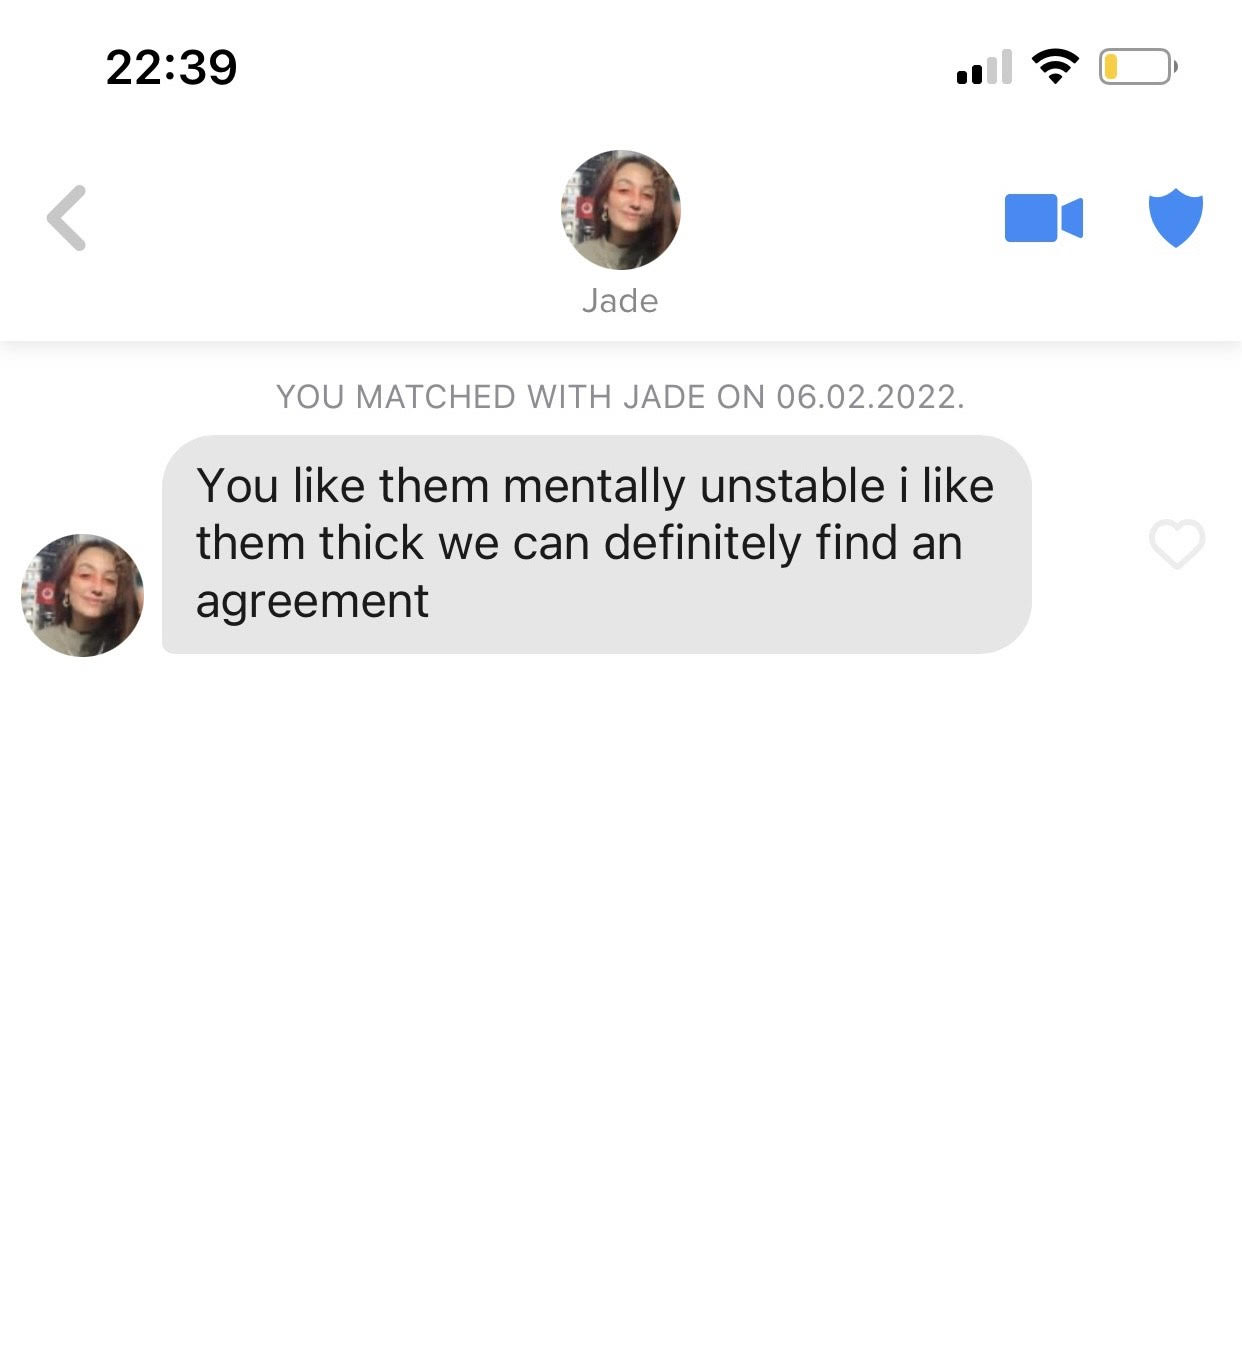 22:39
Jade
YOU MATCHED WITH JADE ON 06.02.2022.
You like them mentally unstable i like
them thick we can definitely find an
agreement